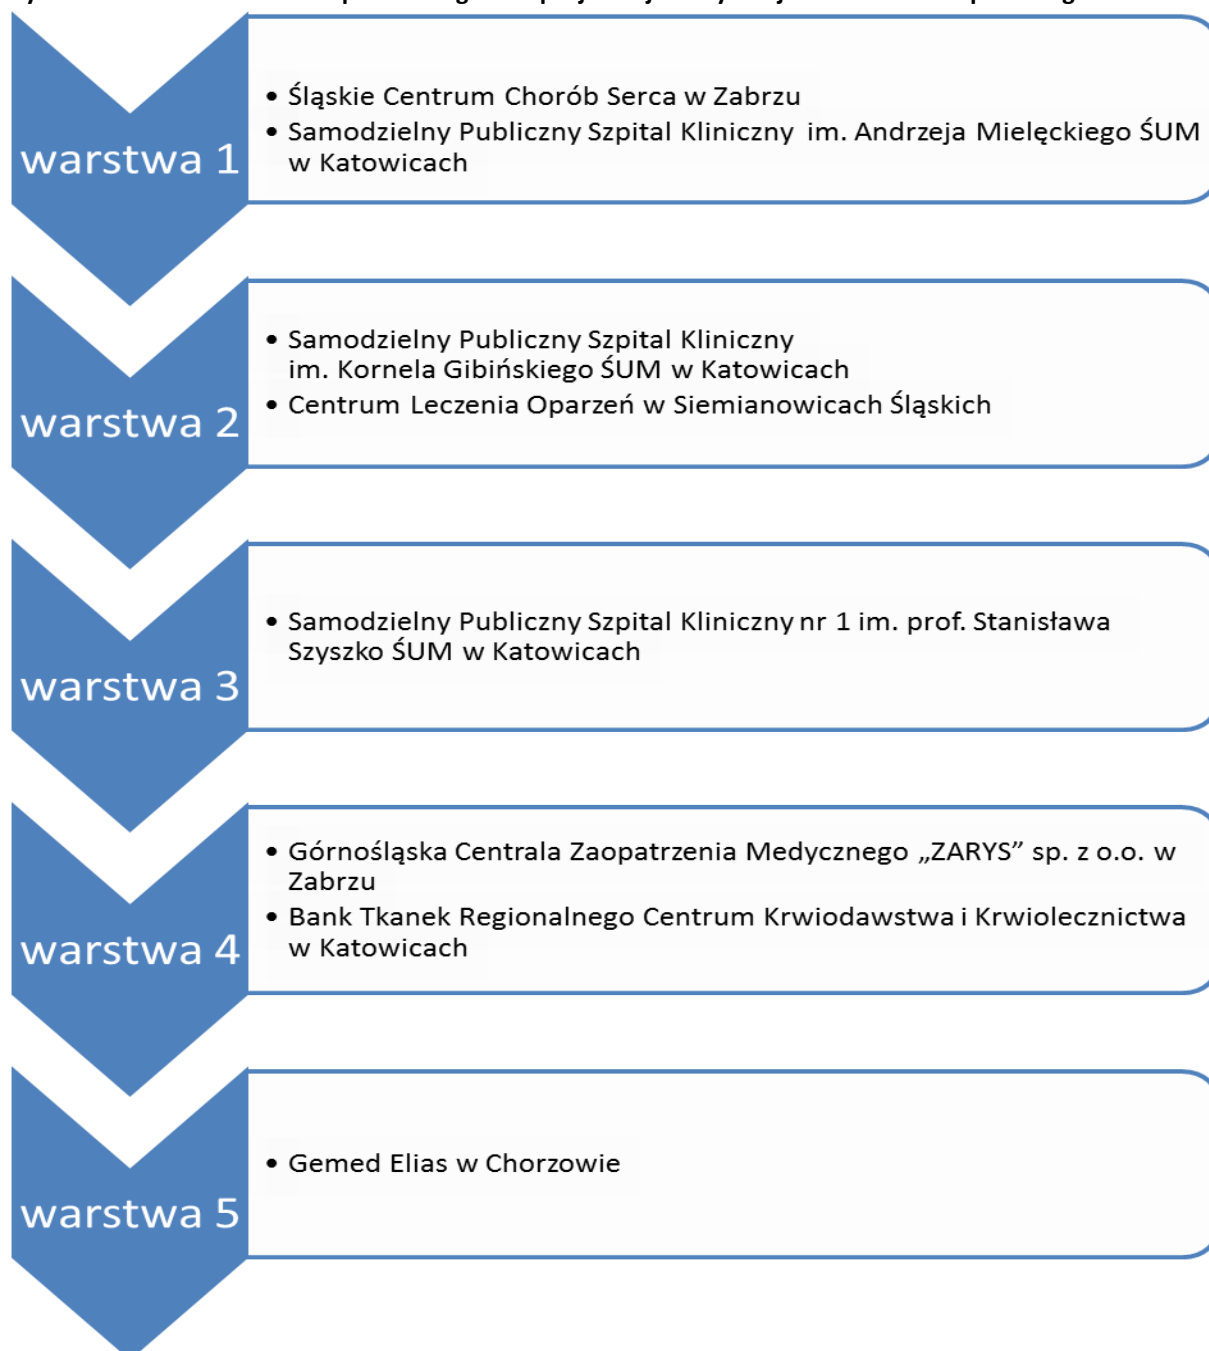 warstwa 1
• Śląskie Centrum Chorób Serca w Zabrzu
• Samodzielny Publiczny Szpital Kliniczny im. Andrzeja Mielęckiego ŚUM
w Katowicach
warstwa 2
• Samodzielny Publiczny Szpital Kliniczny
im. Kornela Gibińskiego ŚUM w Katowicach
• Centrum Leczenia Oparzeń w Siemianowicach Śląskich
warstwa 3
• Samodzielny Publiczny Szpital Kliniczny nr 1 im. prof. Stanisława
Szyszko ŚUM w Katowicach
warstwa 4
• Górnośląska Centrala Zaopatrzenia Medycznego „ZARYS” sp. z o.o. w
Zabrzu
• Bank Tkanek Regionalnego Centrum Krwiodawstwa i Krwiolecznictwa
w Katowicach
warstwa 5
• Gemed Elias w Chorzowie